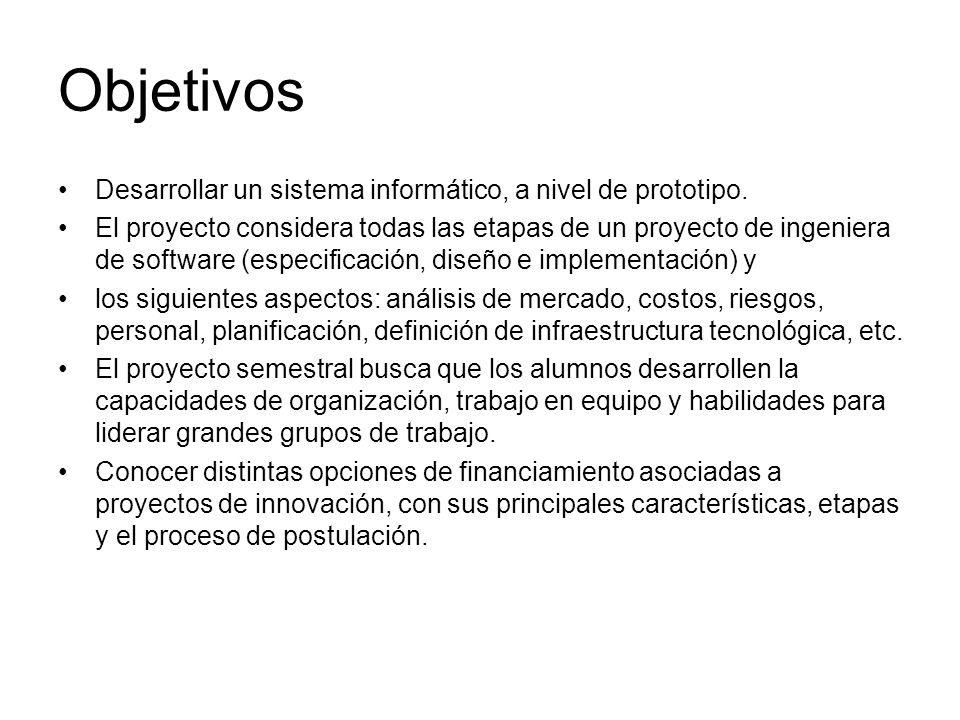 Objetivos
• Desarrollar un sistema informático, a nivel de prototipo.
• El proyecto considera todas las etapas de un proyecto de ingeniera
de software (especificación, diseño e implementación) y
• los siguientes aspectos: análisis de mercado, costos, riesgos,
personal, planificación, definición de infraestructura tecnológica, etc.
• El proyecto semestral busca que los alumnos desarrollen la
capacidades de organización, trabajo en equipo y habilidades para
liderar grandes grupos de trabajo.
• Conocer distintas opciones de financiamiento asociadas a
proyectos de innovación, con sus principales características, etapas
y el proceso de postulación.